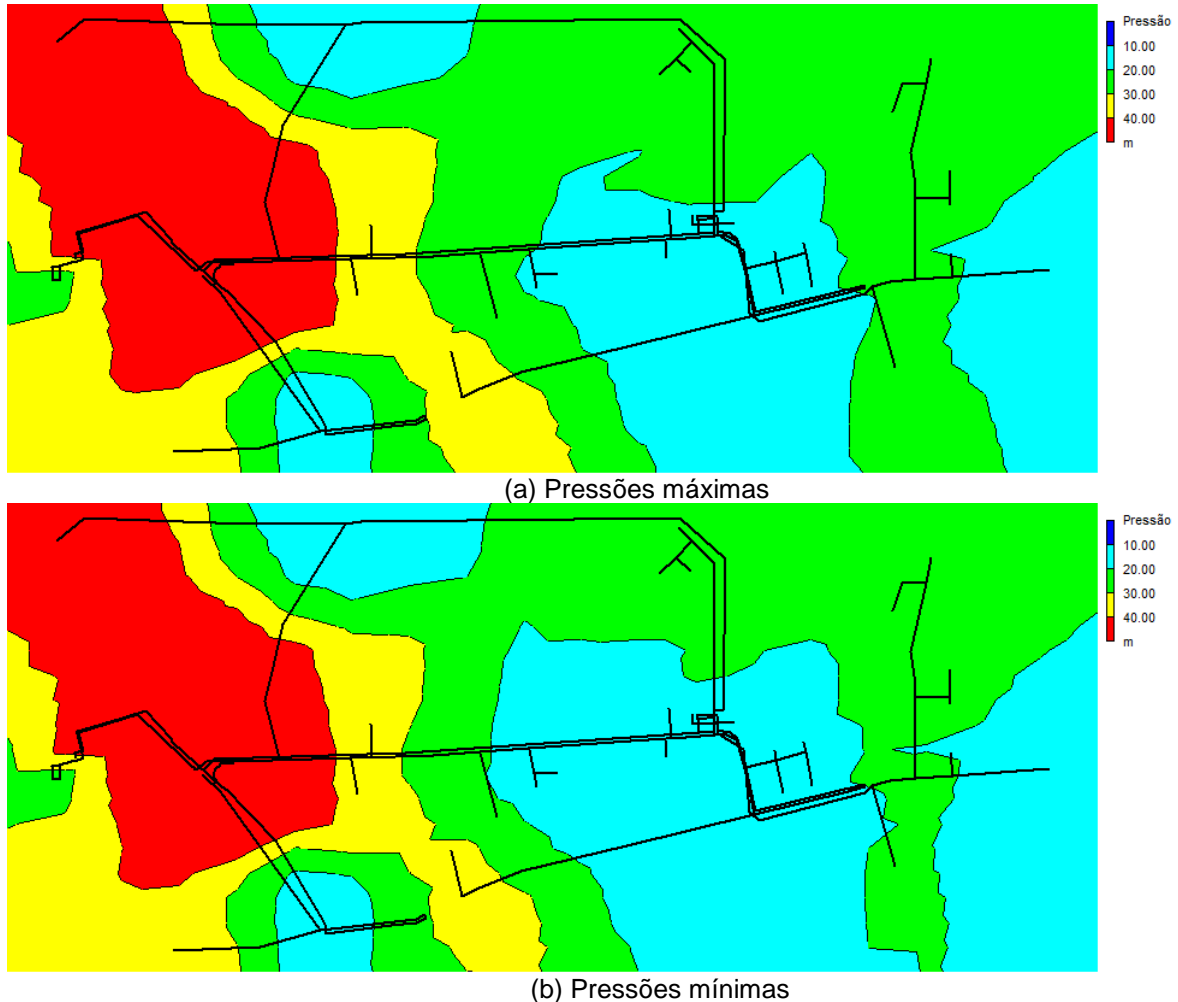 Pressão
10.00
20.00
30.00
40.00
m
(a) Pressões máximas
Pressão
10.00
20.00
30.00
40.00
m
(b) Pressões mínimas